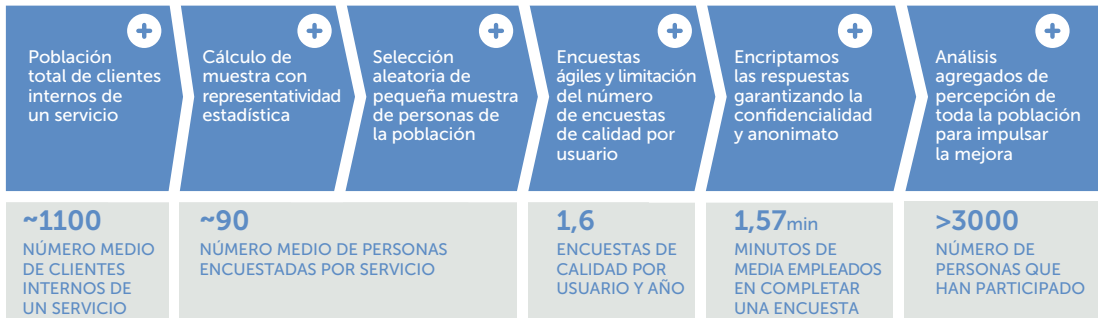 Población
total de clientes
internos de
un servicio
Cálculo de
muestra con
representatividad
estadística
Selección
aleatoria de
pequeña muestra
de personas de
la población
Encuestas
ágiles y limitación
del número
de encuestas
de calidad por
usuario
Encriptamos
las respuestas
garantizando la
confidencialidad
y anonimato
Análisis
agregados de
percepción de
toda la población
para impulsar
la mejora
~1100
NÚMERO MEDIO
DE CLIENTES
INTERNOS DE
UN SERVICIO
~90
NÚMERO MEDIO DE PERSONAS
ENCUESTADAS POR SERVICIO
1,6
ENCUESTAS DE
CALIDAD POR
USUARIO Y AÑO
1,57min
MINUTOS DE
MEDIA EMPLEADOS
EN COMPLETAR
UNA ENCUESTA
>3000
NÚMERO DE
PERSONAS QUE
HAN PARTICIPADO